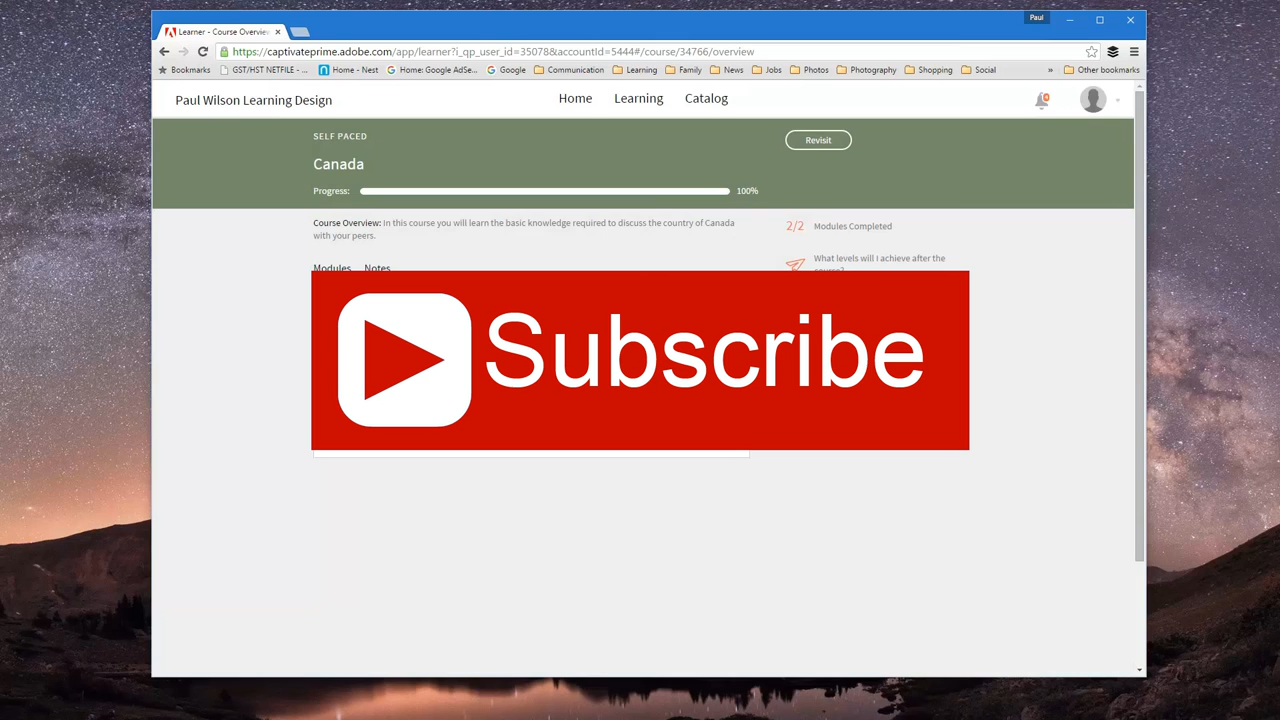 Paul
Learner - Course Overvie
https://captivateprime.adobe.com/app/learner?i_qp_user_id=35078&accountId=5444#/course/34766/overview
Bookmarks GST/HST NETFILE - ... Home - Nest Home: Google AdSe... Google Communication Learning Family News Jobs Photos Photography Shopping Social » Other bookmarks
Paul Wilson Learning Design Home Learning Catalog
SELF PACED
Revisit
Canada
Progress: 100%
Course Overview: In this course you will learn the basic knowledge required to discuss the country of Canada
with your peers.
2/2 Modules Completed
What levels will I achieve after the
course?
Modules Notes
Subscribe